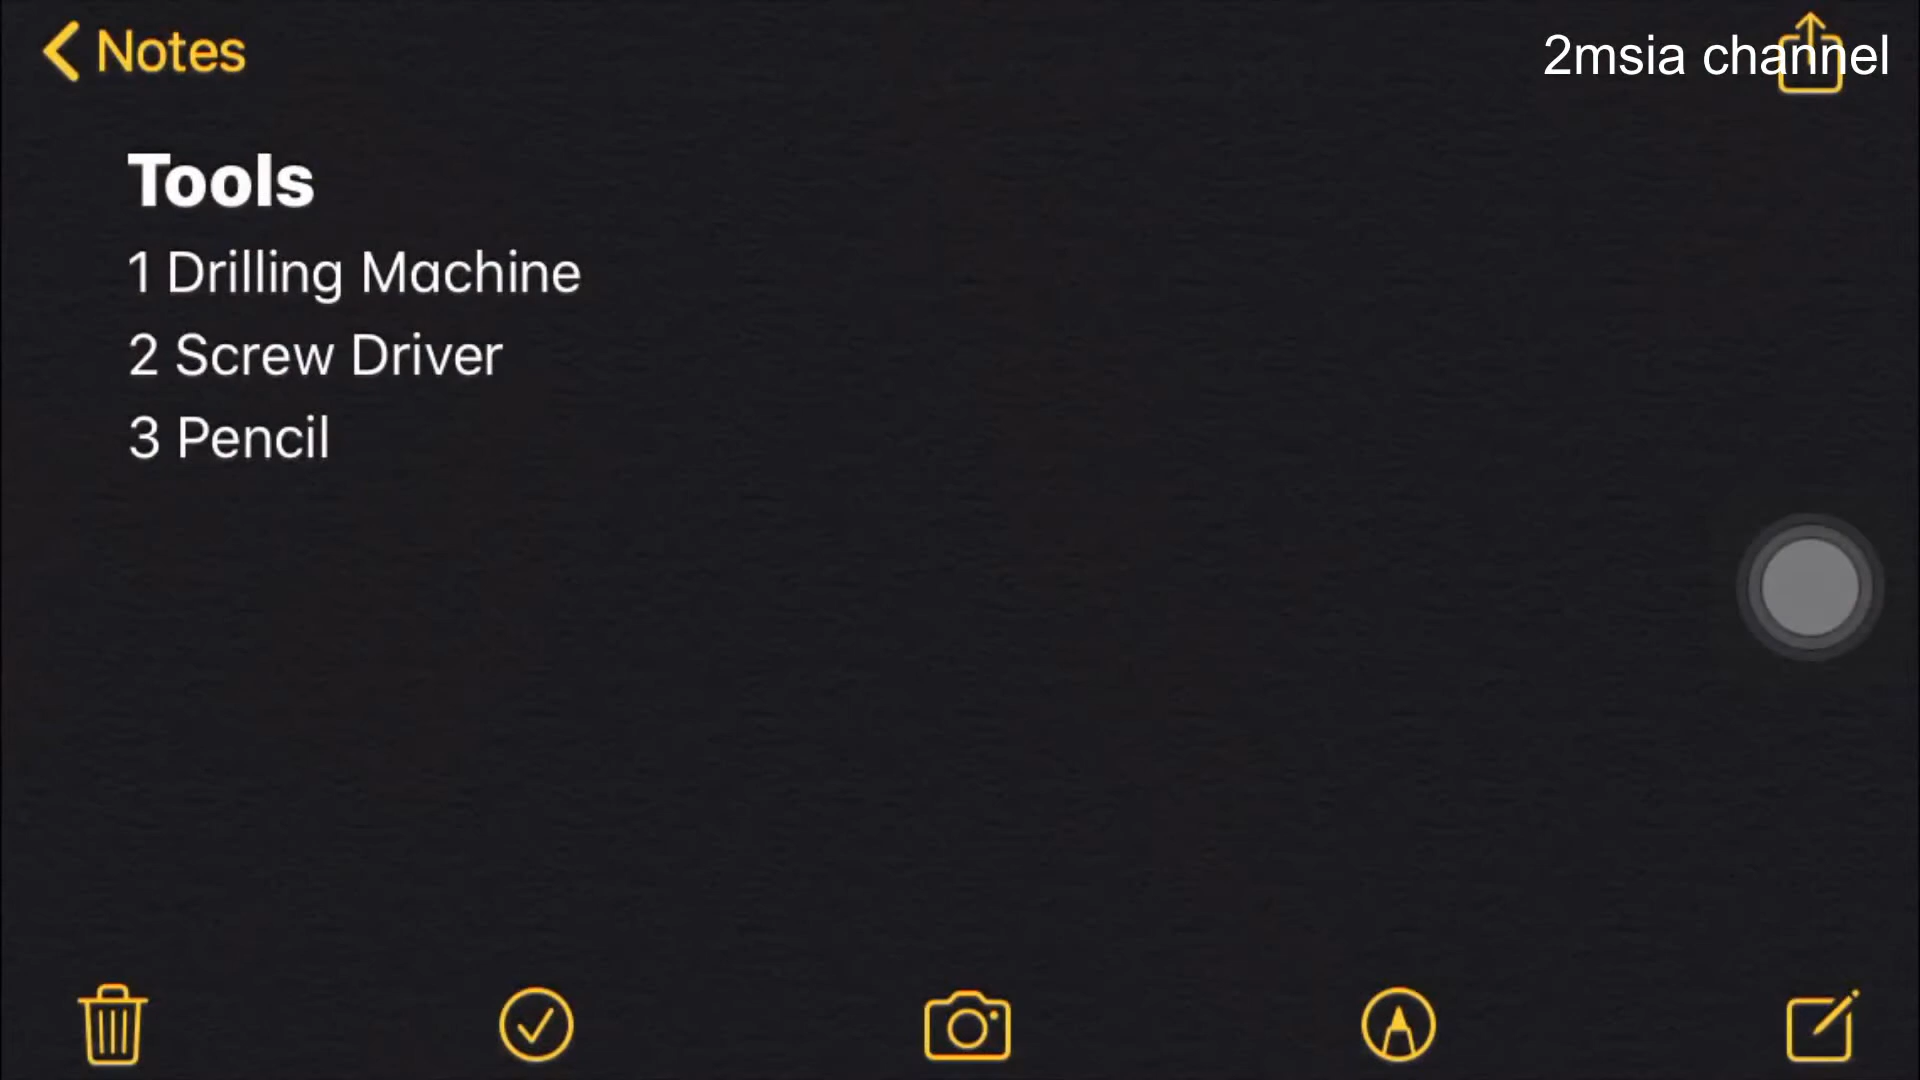 Notes
2msia channel
Tools
1 Drilling Machine
2 Screw Driver
3 Pencil